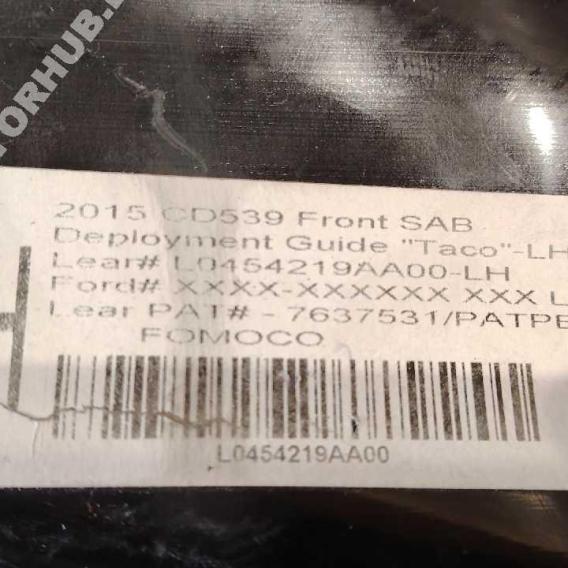 TORHUB.
2015 CD539 Front SAB
Deployment Guide "Taco"-LH
Lear# L0454219AA00-LH
Ford# XXXX-XXXXXX XXX L
Lear PAT# - 7637531/PATPE
FOMOCO
L0454219AA00